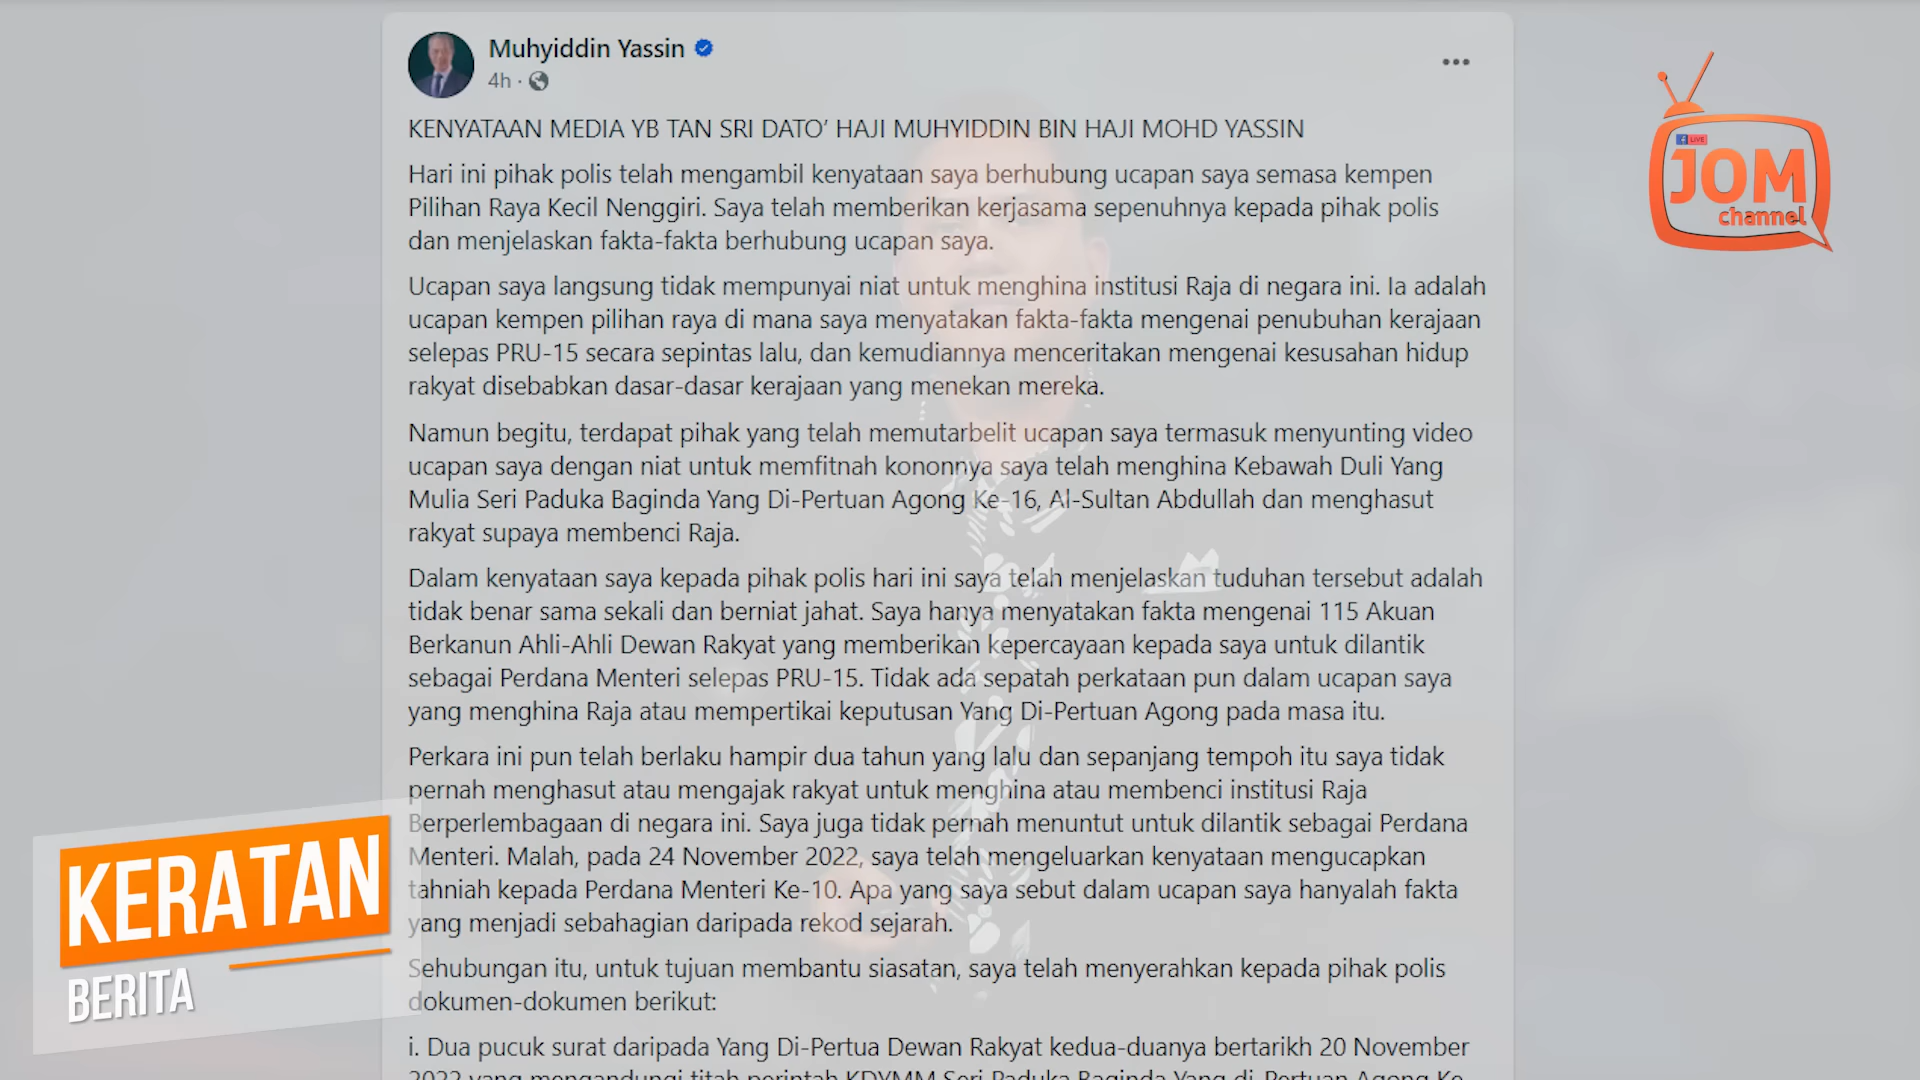 Muhyiddin Yassin
4h ·
KENYATAAN MEDIA YB TAN SRI DATO’ HAJI MUHYIDDIN BIN HAJI MOHD YASSIN
Hari ini pihak polis telah mengambil kenyataan saya berhubung ucapan saya semasa kempen
Pilihan Raya Kecil Nenggiri. Saya telah memberikan kerjasama sepenuhnya kepada pihak polis
dan menjelaskan fakta-fakta berhubung ucapan saya.
Ucapan saya langsung tidak mempunyai niat untuk menghina institusi Raja di negara ini. Ia adalah
ucapan kempen pilihan raya di mana saya menyatakan fakta-fakta mengenai penubuhan kerajaan
selepas PRU-15 secara sepintas lalu, dan kemudiannya menceritakan mengenai kesusahan hidup
rakyat disebabkan dasar-dasar kerajaan yang menekan mereka.
Namun begitu, terdapat pihak yang telah memutarbelit ucapan saya termasuk menyunting video
ucapan saya dengan niat untuk memfitnah kononnya saya telah menghina Kebawah Duli Yang
Mulia Seri Paduka Baginda Yang Di-Pertuan Agong Ke-16, Al-Sultan Abdullah dan menghasut
rakyat supaya membenci Raja.
Dalam kenyataan saya kepada pihak polis hari ini saya telah menjelaskan tuduhan tersebut adalah
tidak benar sama sekali dan berniat jahat. Saya hanya menyatakan fakta mengenai 115 Akuan
Berkanun Ahli-Ahli Dewan Rakyat yang memberikan kepercayaan kepada saya untuk dilantik
sebagai Perdana Menteri selepas PRU-15. Tidak ada sepatah perkataan pun dalam ucapan saya
yang menghina Raja atau mempertikai keputusan Yang Di-Pertuan Agong pada masa itu.
Perkara ini pun telah berlaku hampir dua tahun yang lalu dan sepanjang tempoh itu saya tidak
pernah menghasut atau mengajak rakyat untuk menghina atau membenci institusi Raja
Berperlembagaan di negara ini. Saya juga tidak pernah menuntut untuk dilantik sebagai Perdana
Menteri. Malah, pada 24 November 2022, saya telah mengeluarkan kenyataan mengucapkan
tahniah kepada Perdana Menteri Ke-10. Apa yang saya sebut dalam ucapan saya hanyalah fakta
yang menjadi sebahagian daripada rekod sejarah.
Sehubungan itu, untuk tujuan membantu siasatan, saya telah menyerahkan kepada pihak polis
dokumen-dokumen berikut:
i. Dua pucuk surat daripada Yang Di-Pertua Dewan Rakyat kedua-duanya bertarikh 20 November
2022 yang mengandungi titah perintah KDYMM Seri Paduka Baginda Yang di-Pertuan Agong Ke-
LIVE
JOM
channel
KERATAN
BERITA